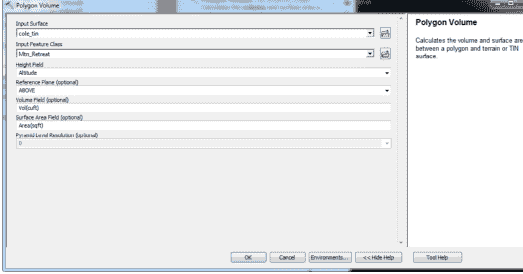 Polygon Volume
Input Surface
cole_tin
Input Feature Class
Mtn_Retreat
Height Field
Altitude
Reference Plane (optional)
ABOVE
Volume Field (optional)
Vol(cuft)
Surface Area Field (optional)
Area(sqft)
Pyramid Level Resolution (optional)
0
OK
Cancel
Environments...
<< Hide Help
Polygon Volume
Calculates the volume and surface are
between a polygon and terrain or TIN
surface.
Tool Help